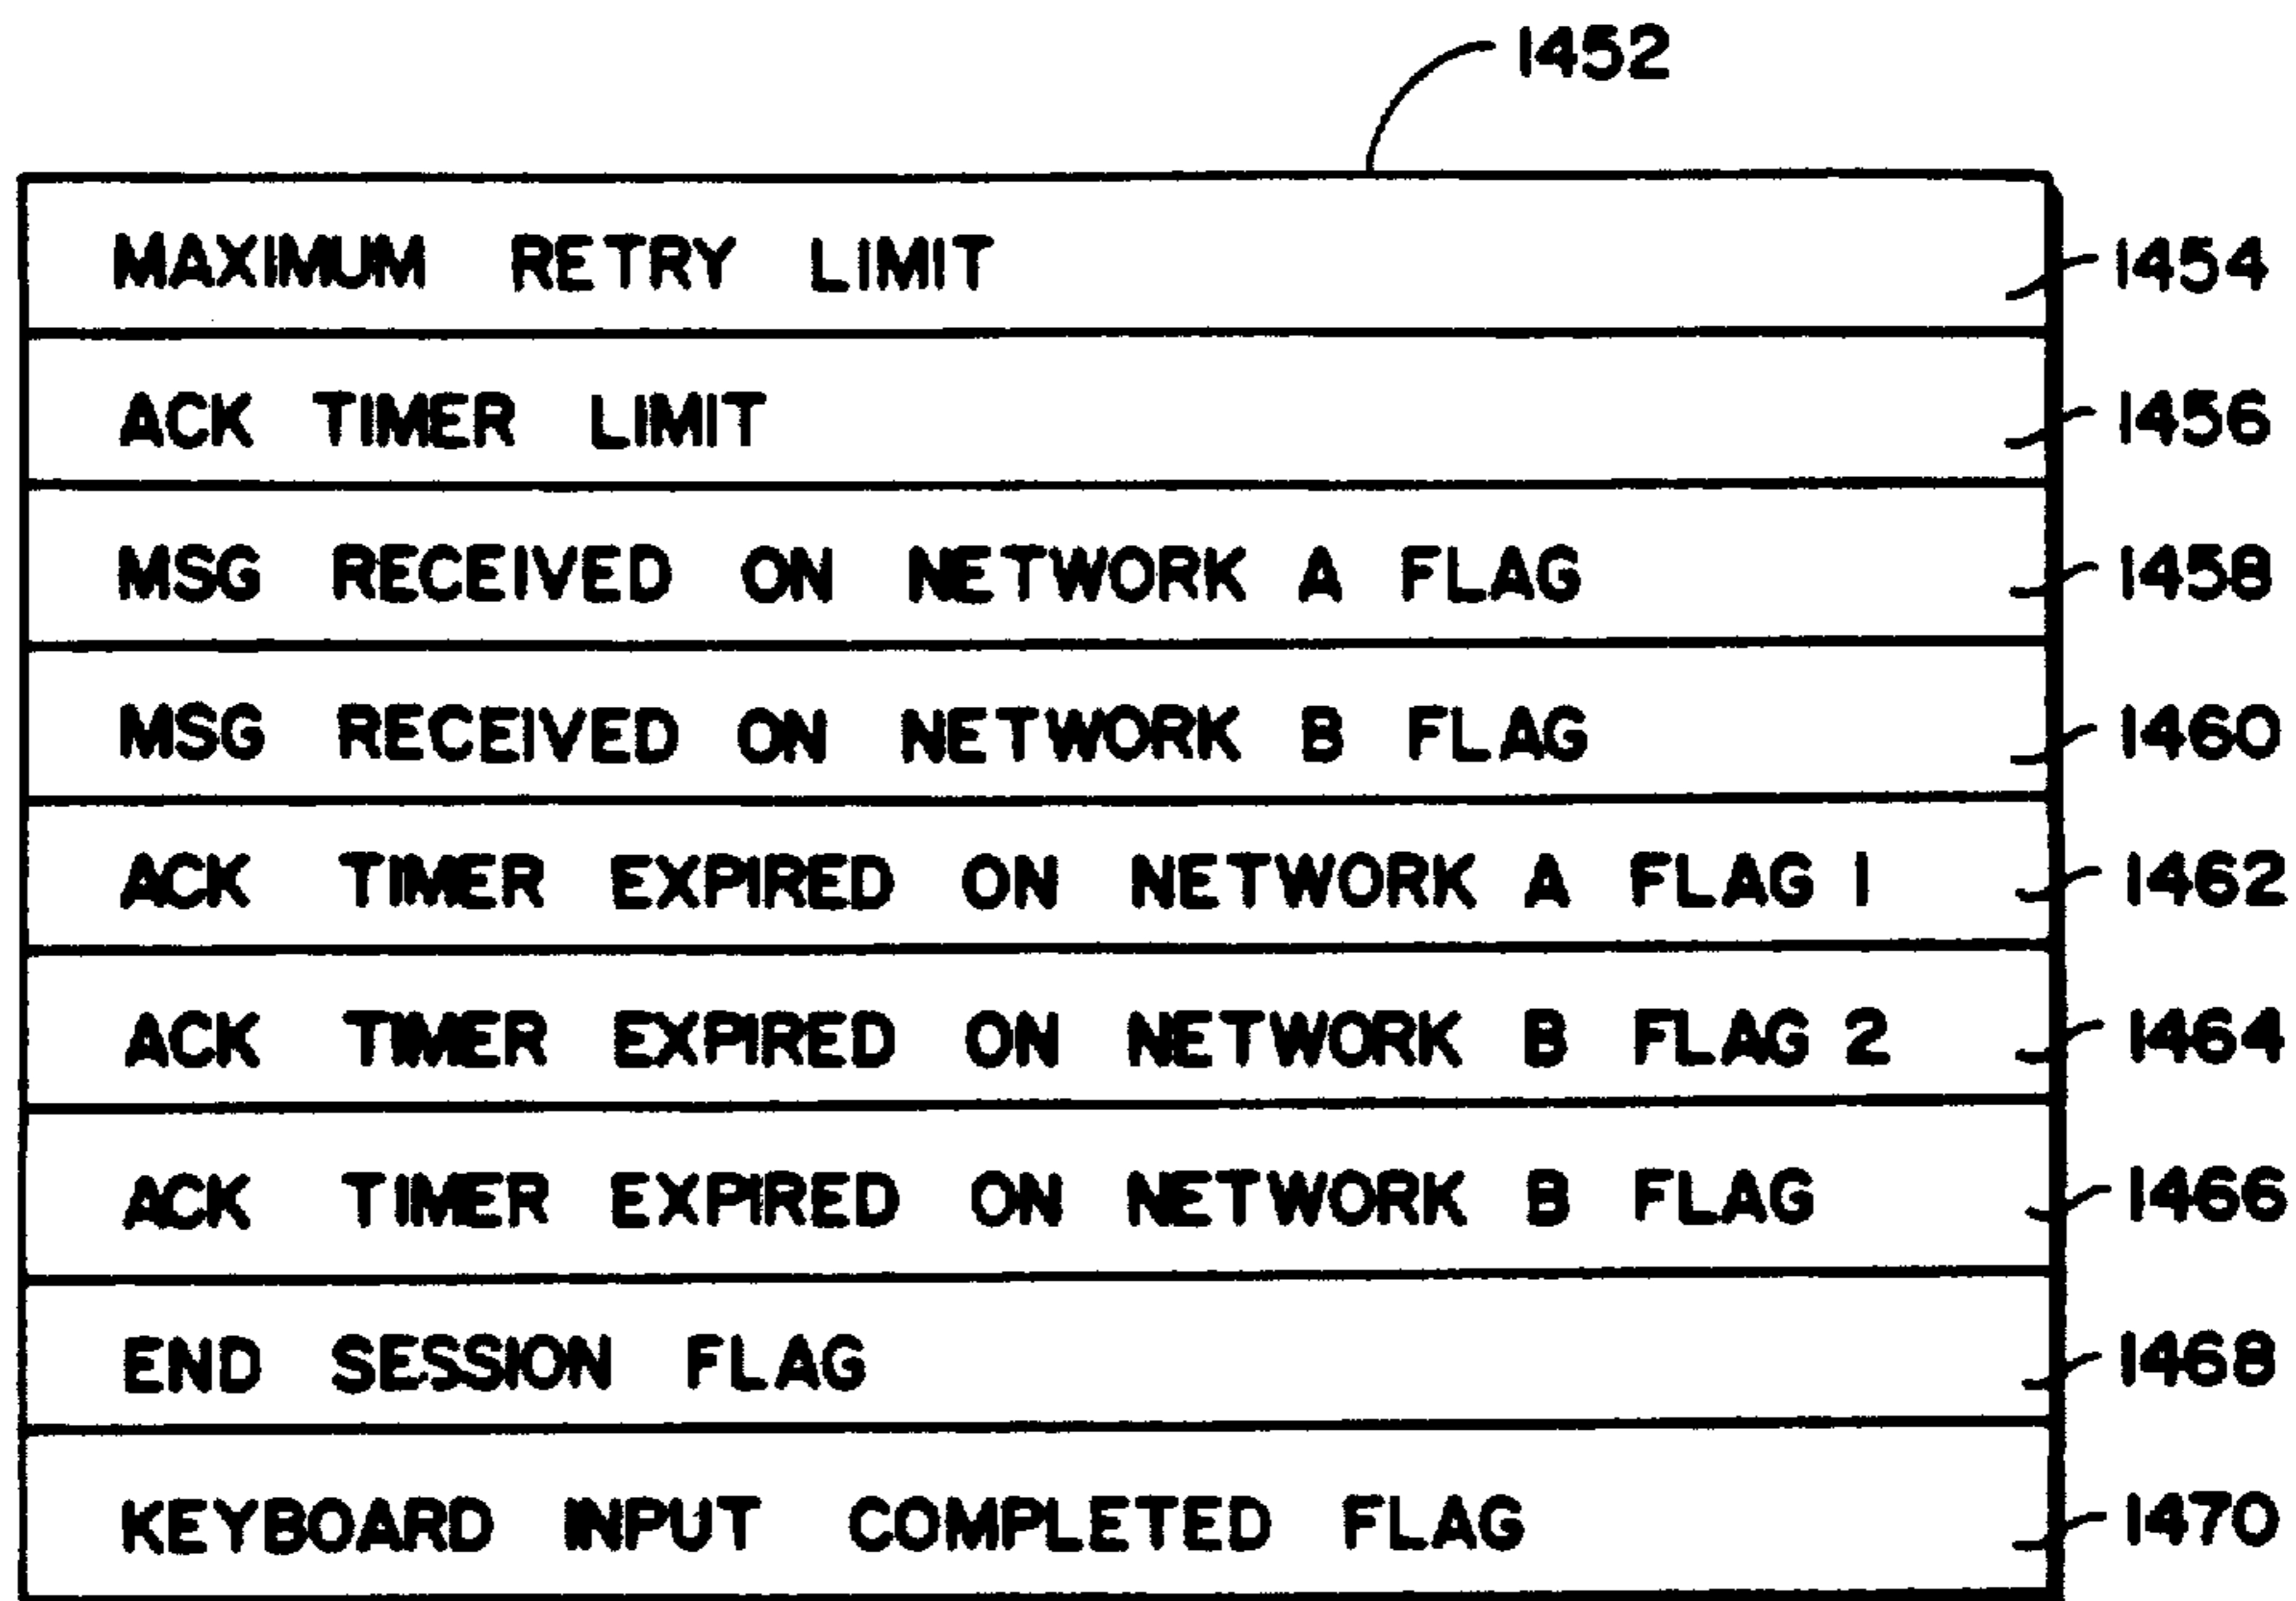 1452
MAXIMUM RETRY LIMIT 1454
ACK TIMER LIMIT 1456
MSG RECEIVED ON NETWORK A FLAG 1458
MSG RECEIVED ON NETWORK B FLAG 1460
ACK TIMER EXPIRED ON NETWORK A FLAG 1 1462
ACK TIMER EXPIRED ON NETWORK B FLAG 2 1464
ACK TIMER EXPIRED ON NETWORK B FLAG 1466
END SESSION FLAG 1468
KEYBOARD INPUT COMPLETED FLAG 1470